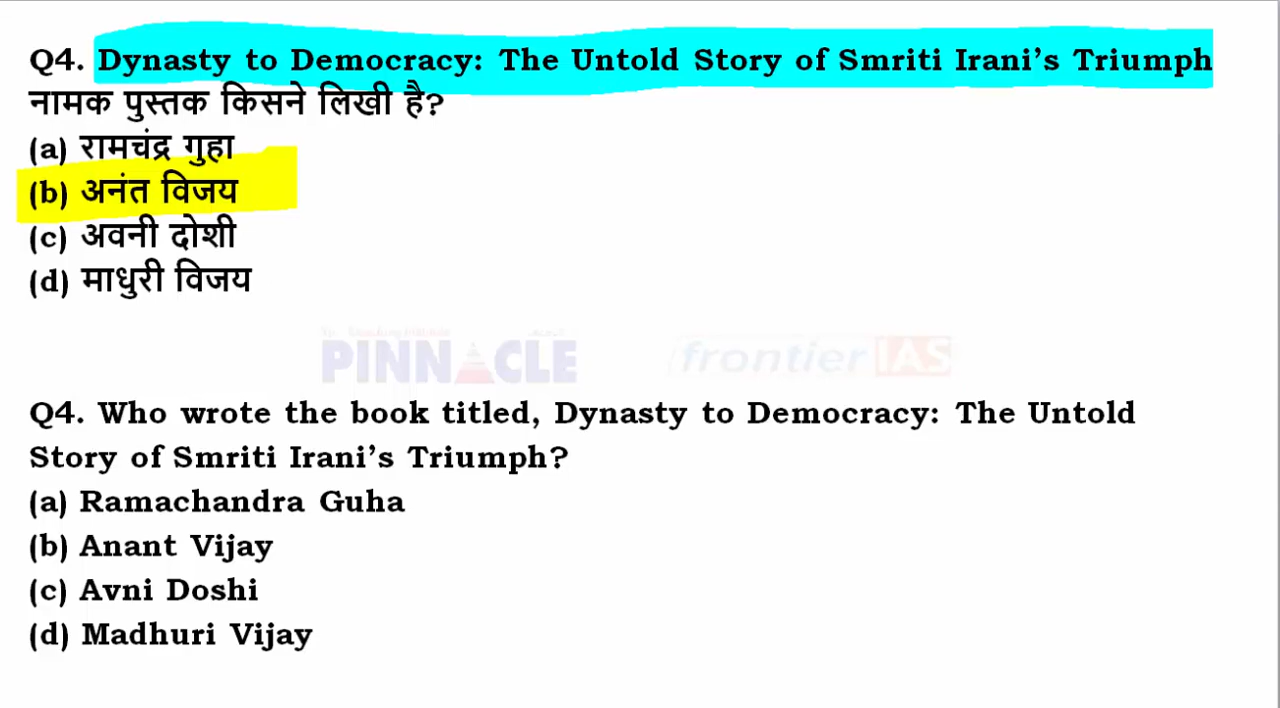 Q4. Dynasty to Democracy: The Untold Story of Smriti Irani’s Triumph
नामक पुस्तक किसने लिखी है?
(a) रामचंद्र गुहा
(b) अनंत विजय
(c) अवनी दोशी
(d) माधुरी विजय
PINNACLE frontier IAS
Q4. Who wrote the book titled, Dynasty to Democracy: The Untold
Story of Smriti Irani’s Triumph?
(a) Ramachandra Guha
(b) Anant Vijay
(c) Avni Doshi
(d) Madhuri Vijay